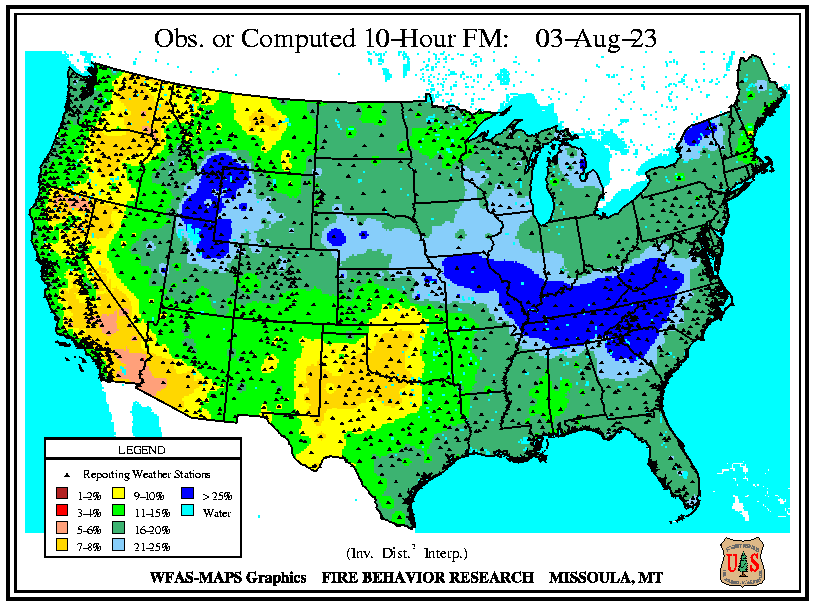 Obs. or Computed 10-Hour FM: 03-Aug-23
LEGEND
Reporting Weather Stations
1-2% 9-10% > 25%
3-4% 11-15% Water
5-6% 16-20%
7-8% 21-25%
(Inv. Dist.² Interp.)
WFAS-MAPS Graphics FIRE BEHAVIOR RESEARCH MISSOULA, MT
U S